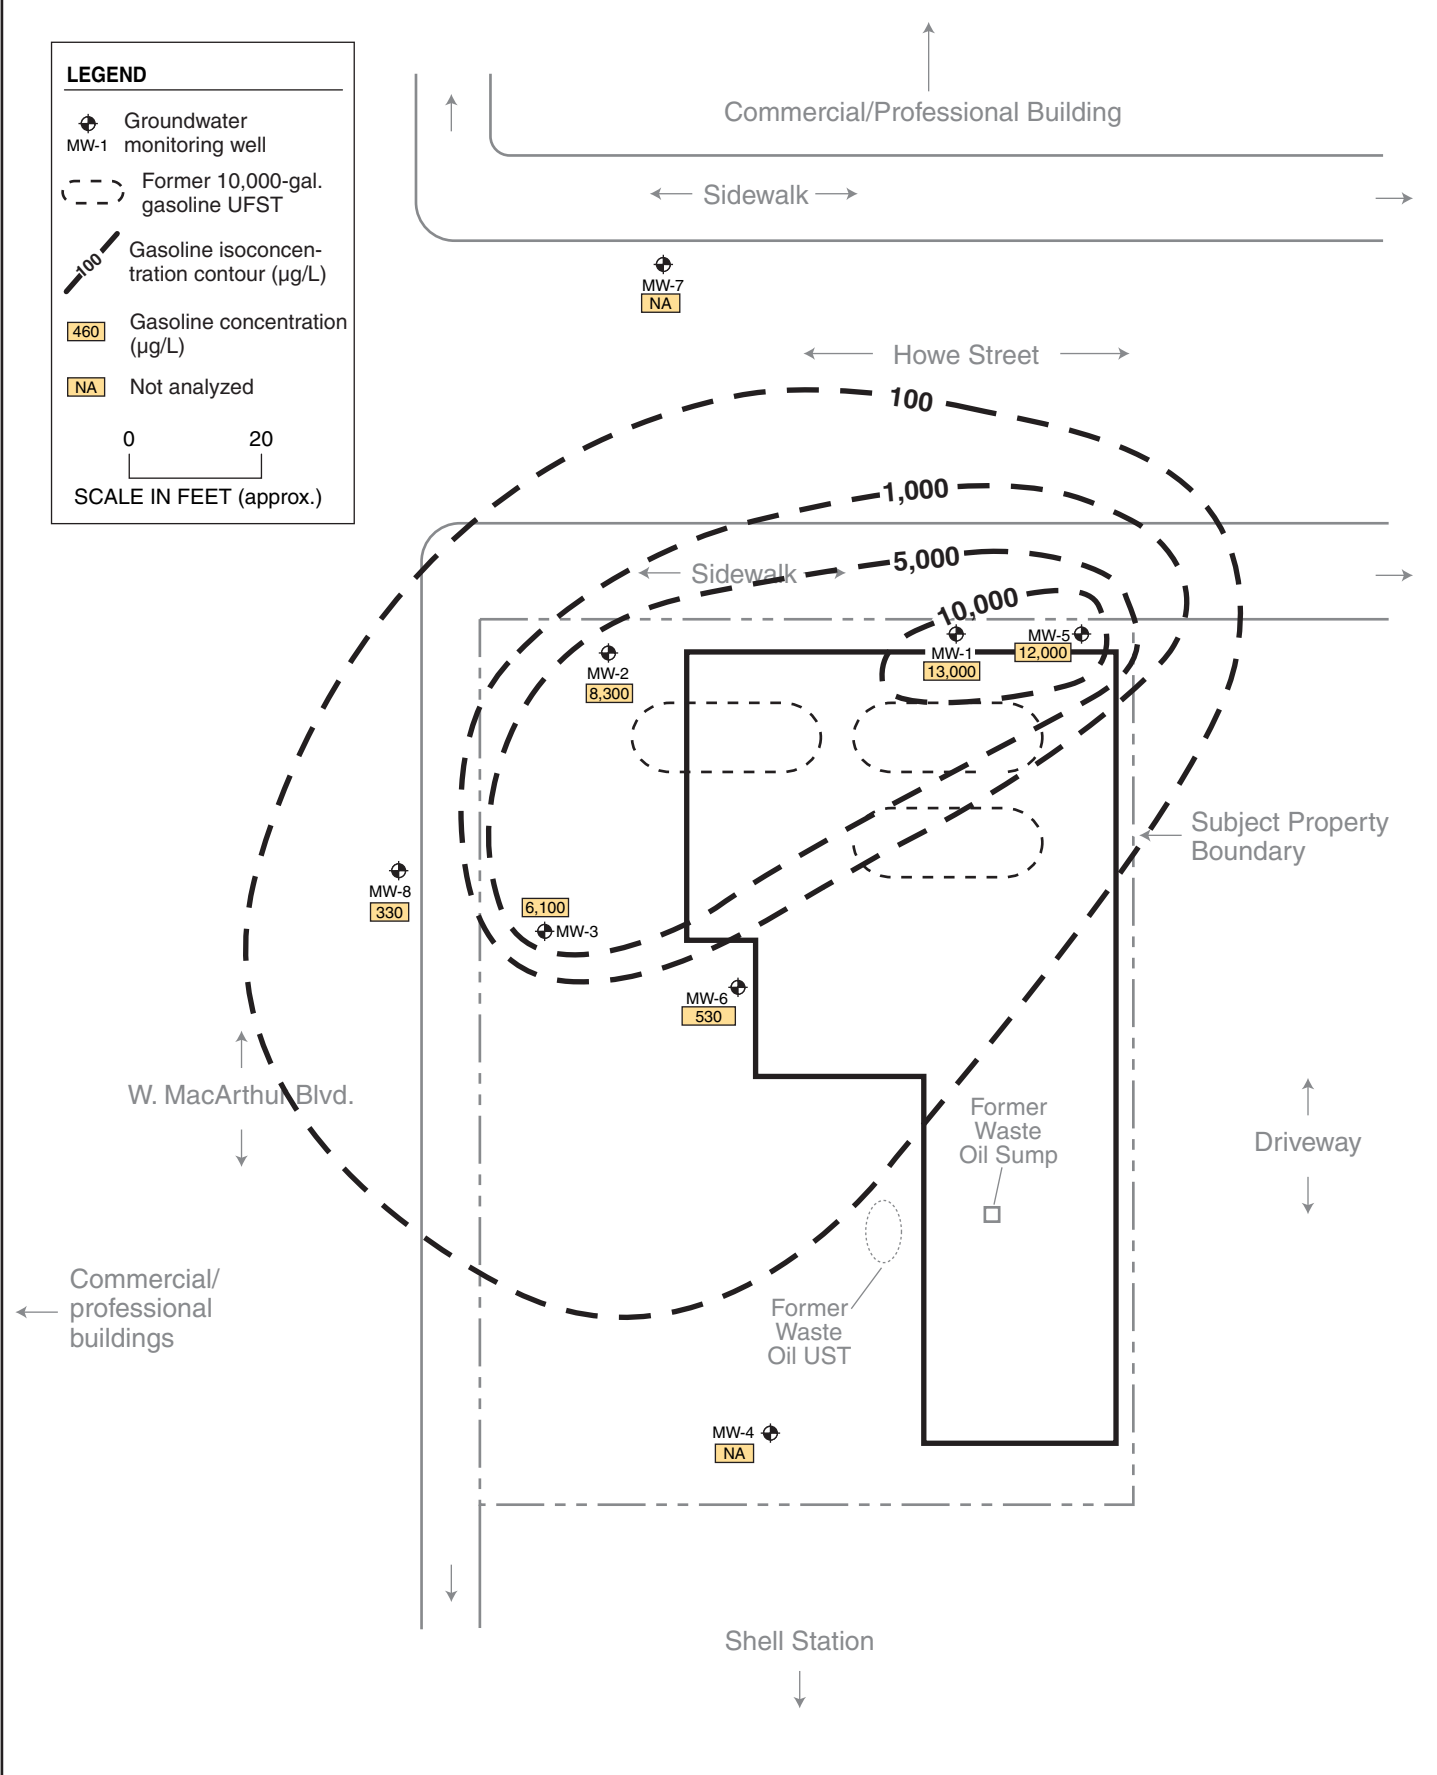 LEGEND
MW-1
Groundwater
monitoring well
Former 10,000-gal.
gasoline UFST
100
Gasoline isoconcen-
tration contour (µg/L)
460
Gasoline concentration
(µg/L)
NA
Not analyzed
0 20
SCALE IN FEET (approx.)
Commercial/Professional Building
Sidewalk
MW-7
NA
Howe Street
100
1,000
5,000
Sidewalk
10,000
MW-5
12,000
MW-1
13,000
MW-2
8,300
Subject Property
Boundary
MW-8
330
6,100
MW-3
MW-6
530
W. MacArthur Blvd.
Former
Waste
Oil Sump
Driveway
Commercial/
professional
buildings
Former
Waste
Oil UST
MW-4
NA
Shell Station